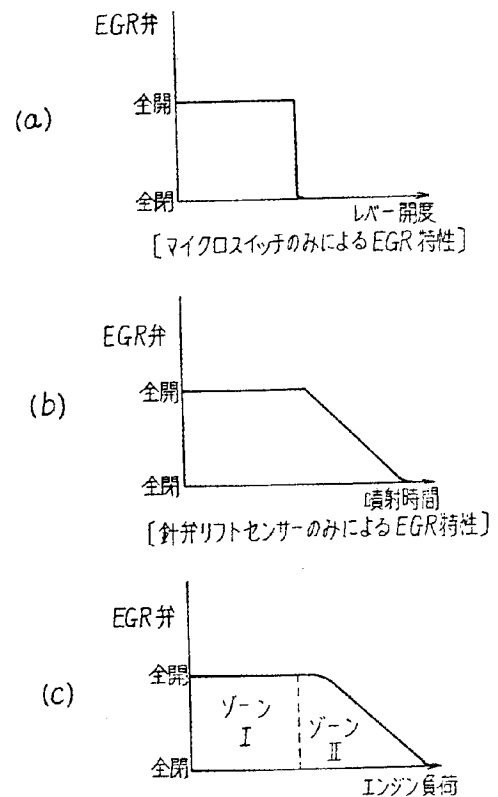 (a)
EGR弁
全開
全閉
レバー開度
[マイクロスイッチのみによるEGR特性]
(b)
EGR弁
全開
全閉
噴射時間
[針弁リフトセンサーのみによるEGR特性]
(c)
EGR弁
全開
ゾーン
I
ゾーン
II
全閉
エンジン負荷